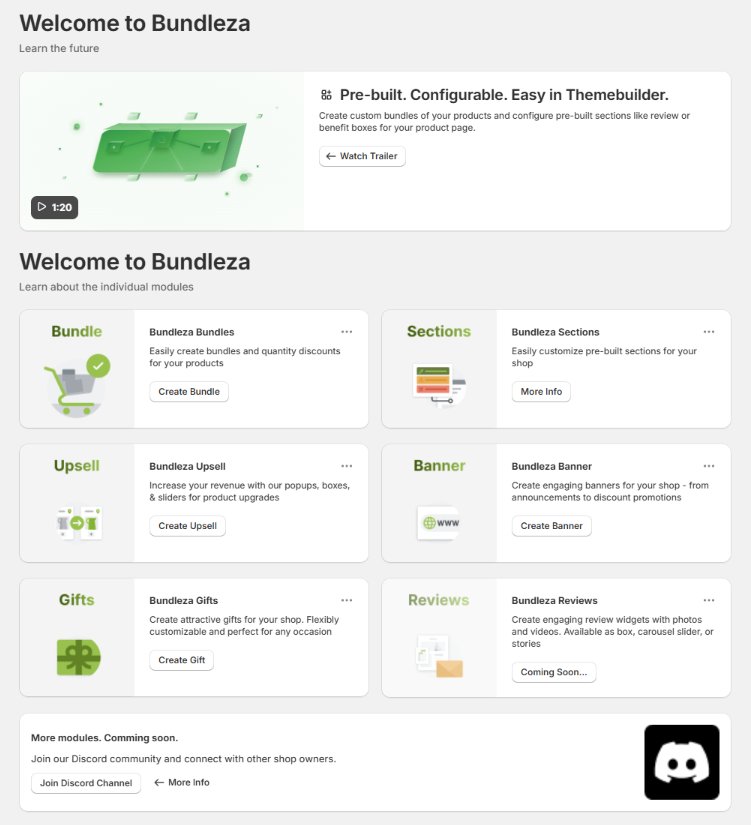 Welcome to Bundleza
Learn the future
Pre-built. Configurable. Easy in Themebuilder.
Create custom bundles of your products and configure pre-built sections like review or
benefit boxes for your product page.
Watch Trailer
1:20
Welcome to Bundleza
Learn about the individual modules
Bundle
Bundleza Bundles
Easily create bundles and quantity discounts
for your products
Create Bundle
Sections
Bundleza Sections
Easily customize pre-built sections for your
shop
More Info
Upsell
Bundleza Upsell
Increase your revenue with our popups, boxes,
& sliders for product upgrades
Create Upsell
Banner
WWW
Bundleza Banner
Create engaging banners for your shop - from
announcements to discount promotions
Create Banner
Gifts
Bundleza Gifts
Create attractive gifts for your shop. Flexibly
customizable and perfect for any occasion
Create Gift
Reviews
Bundleza Reviews
Create engaging review widgets with photos
and videos. Available as box, carousel slider, or
stories
Coming Soon...
More modules. Comming soon.
Join our Discord community and connect with other shop owners.
Join Discord Channel
More Info